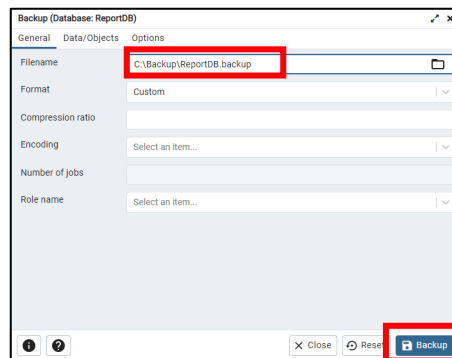 Backup (Database: ReportDB)
General Data/Objects Options
Filename C:\Backup\ReportDB.backup
Format Custom
Compression ratio
Encoding Select an item...
Number of jobs
Role name Select an item...
Close Reset Backup